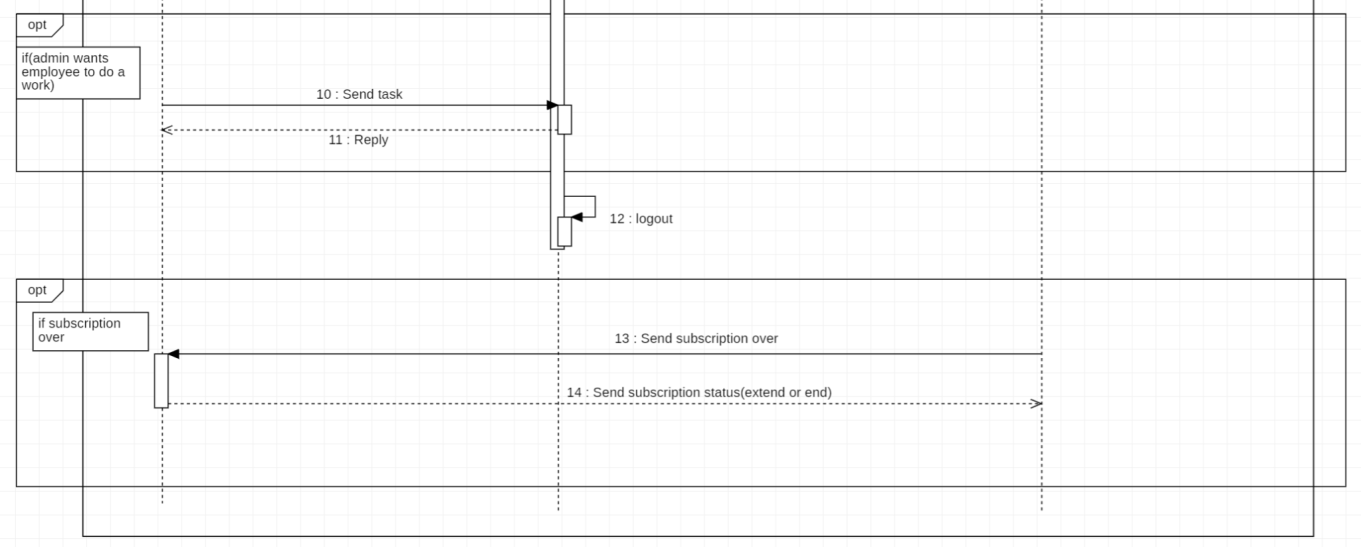 opt
if(admin wants
employee to do a
work)
10 : Send task
11 : Reply
12 : logout
opt
if subscription
over
13 : Send subscription over
14 : Send subscription status(extend or end)